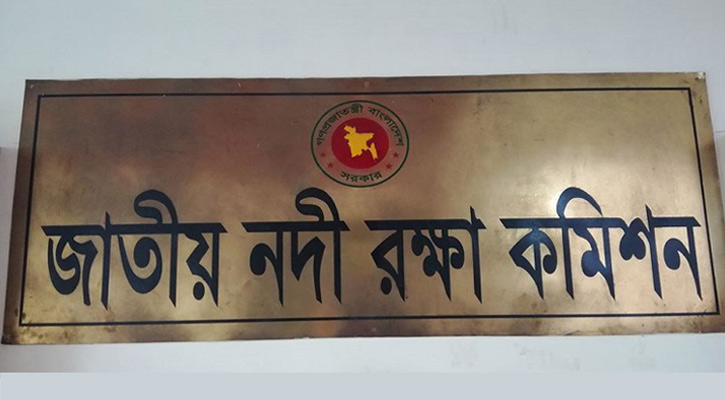 গণপ্রজাতন্ত্রী বাংলাদেশ
সরকার
জাতীয় নদী রক্ষা কমিশন